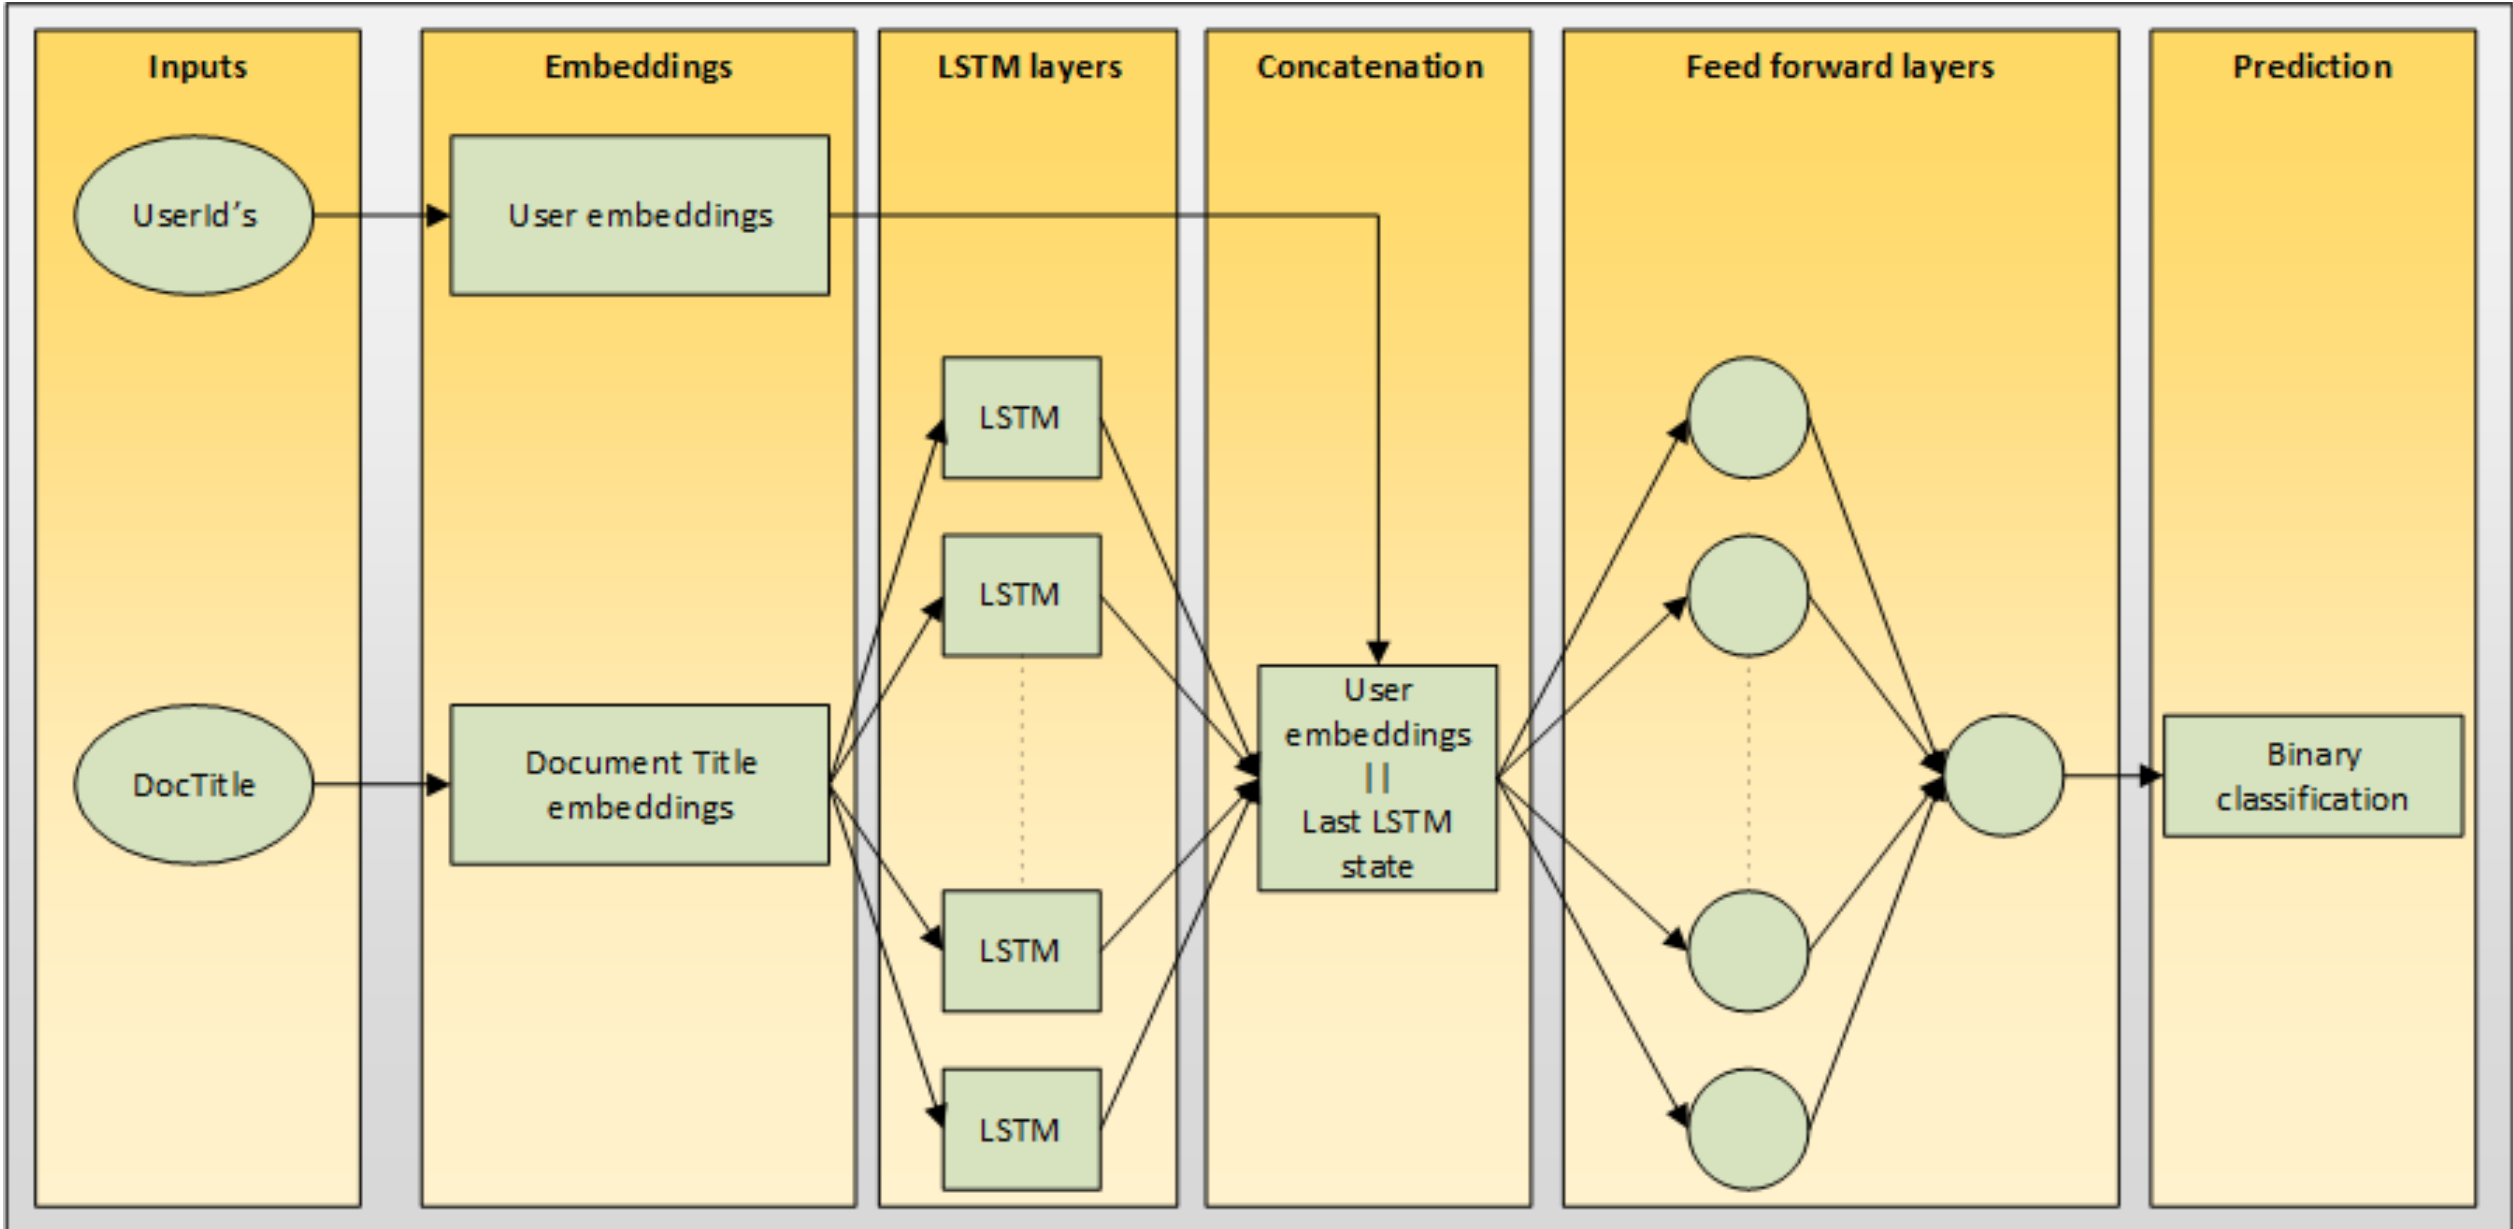 Inputs
Embeddings
LSTM layers
Concatenation
Feed forward layers
Prediction
UserId's
User embeddings
LSTM
LSTM
DocTitle
Document Title
embeddings
User
embeddings
||
Last LSTM
state
Binary
classification
LSTM
LSTM